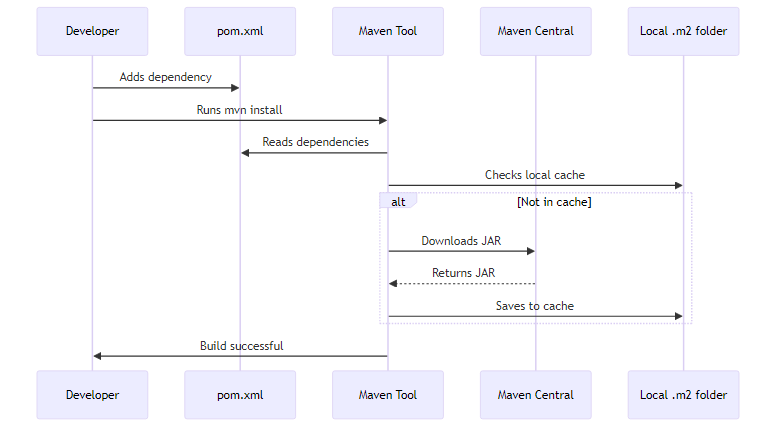 Developer
pom.xml
Maven Tool
Maven Central
Local .m2 folder
Adds dependency
Runs mvn install
Reads dependencies
Checks local cache
alt
[Not in cache]
Downloads JAR
Returns JAR
Saves to cache
Build successful
Developer
pom.xml
Maven Tool
Maven Central
Local .m2 folder